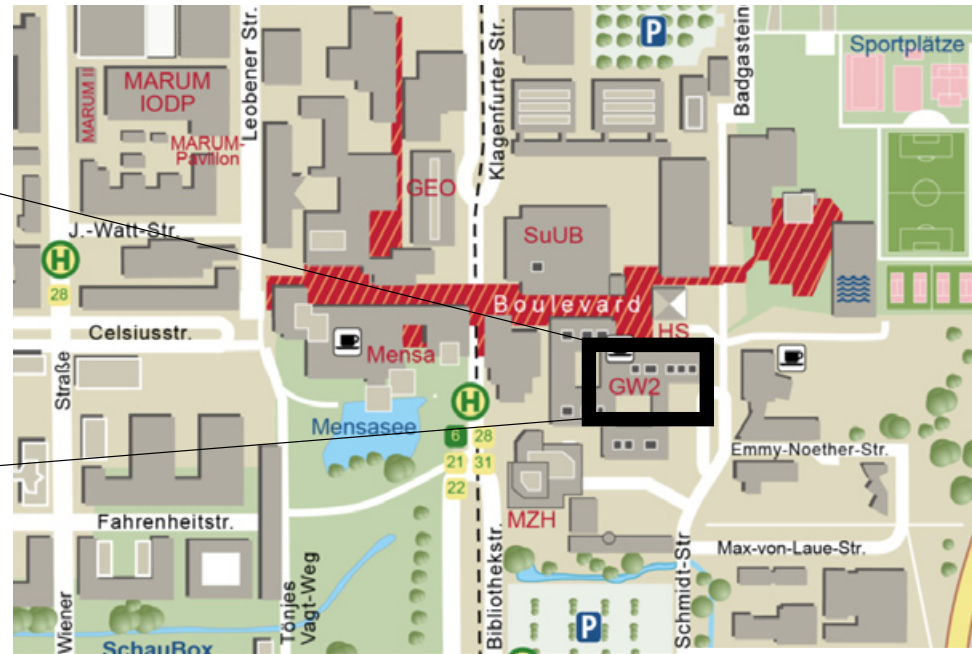 MARUM II
MARUM
IODP
MARUM-
Pavillon
Leobener Str.
J.-Watt-Str.
H
28
Celsiusstr.
Straße
Wiener
Fahrenheitstr.
SchauBox
Tönjes
Vagt-Weg
GEO
Mensa
Mensasee
H
6
28
21
31
22
Klagenfurter Str.
P
SuUB
Boulevard
HS
GW2
MZH
Bibliothekstr.
P
Badgastein
Sportplätze
Emmy-Noether-Str.
Max-von-Laue-Str.
Schmidt-Str